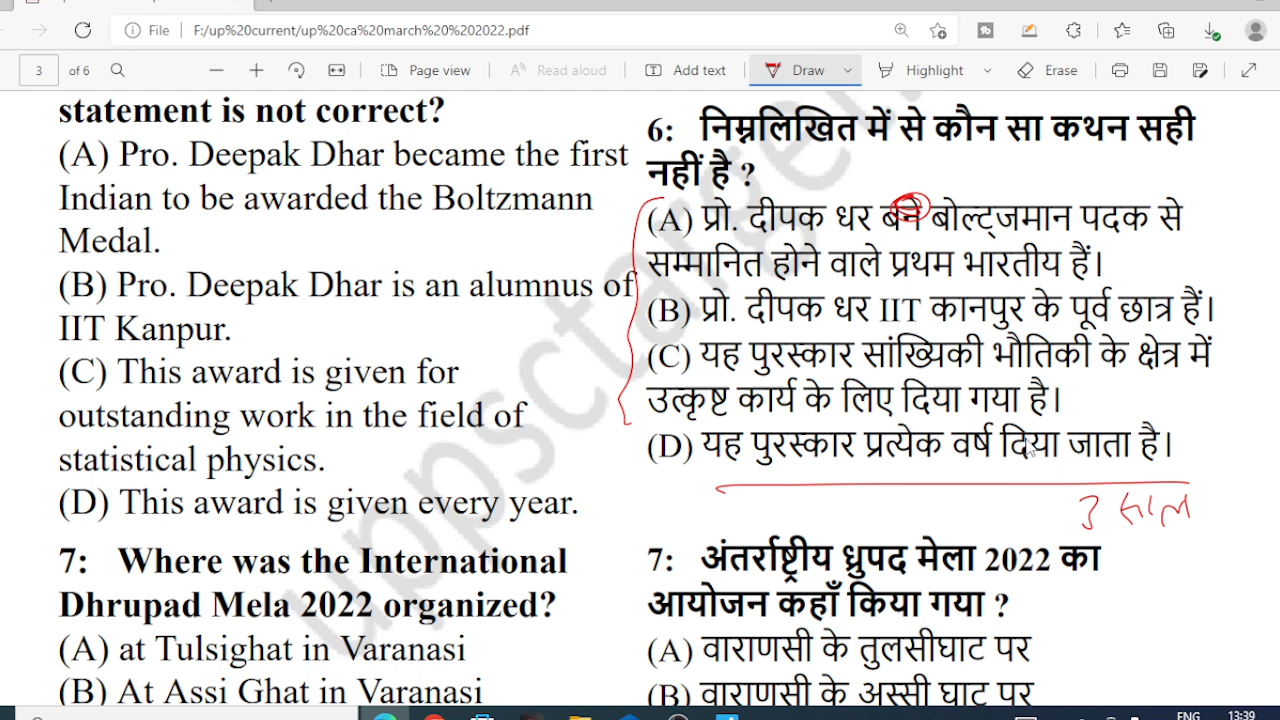 File F:/up%20current/up%20ca%20march%20%202022.pdf
3 of 6 Page view Read aloud Add text Draw Highlight Erase
statement is not correct?
(A) Pro. Deepak Dhar became the first
Indian to be awarded the Boltzmann
Medal.
(B) Pro. Deepak Dhar is an alumnus of
IIT Kanpur.
(C) This award is given for
outstanding work in the field of
statistical physics.
(D) This award is given every year.
7: Where was the International
Dhrupad Mela 2022 organized?
(A) at Tulsighat in Varanasi
(B) At Assi Ghat in Varanasi
6: निम्नलिखित में से कौन सा कथन सही
नहीं है ?
(A) प्रो. दीपक धर बने बोल्ट्जमान पदक से
सम्मानित होने वाले प्रथम भारतीय हैं।
(B) प्रो. दीपक धर IIT कानपुर के पूर्व छात्र हैं।
(C) यह पुरस्कार सांख्यिकी भौतिकी के क्षेत्र में
उत्कृष्ट कार्य के लिए दिया गया है।
(D) यह पुरस्कार प्रत्येक वर्ष दिया जाता है।
3 साल
7: अंतर्राष्ट्रीय ध्रुपद मेला 2022 का
आयोजन कहाँ किया गया ?
(A) वाराणसी के तुलसीघाट पर
(B) वाराणसी के अस्सी घाट पर
uppsctarget
ENG 13:39